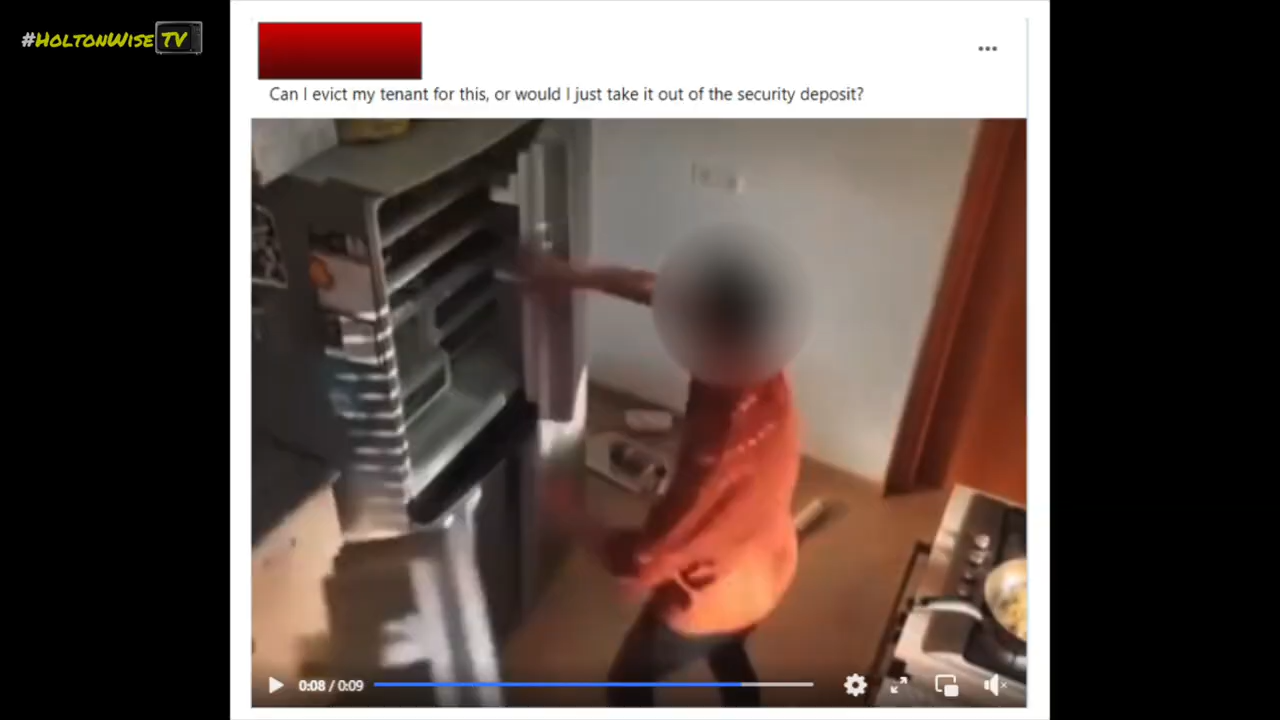 #HOLTONWISE TV
Can I evict my tenant for this, or would I just take it out of the security deposit?
0:08 / 0:09